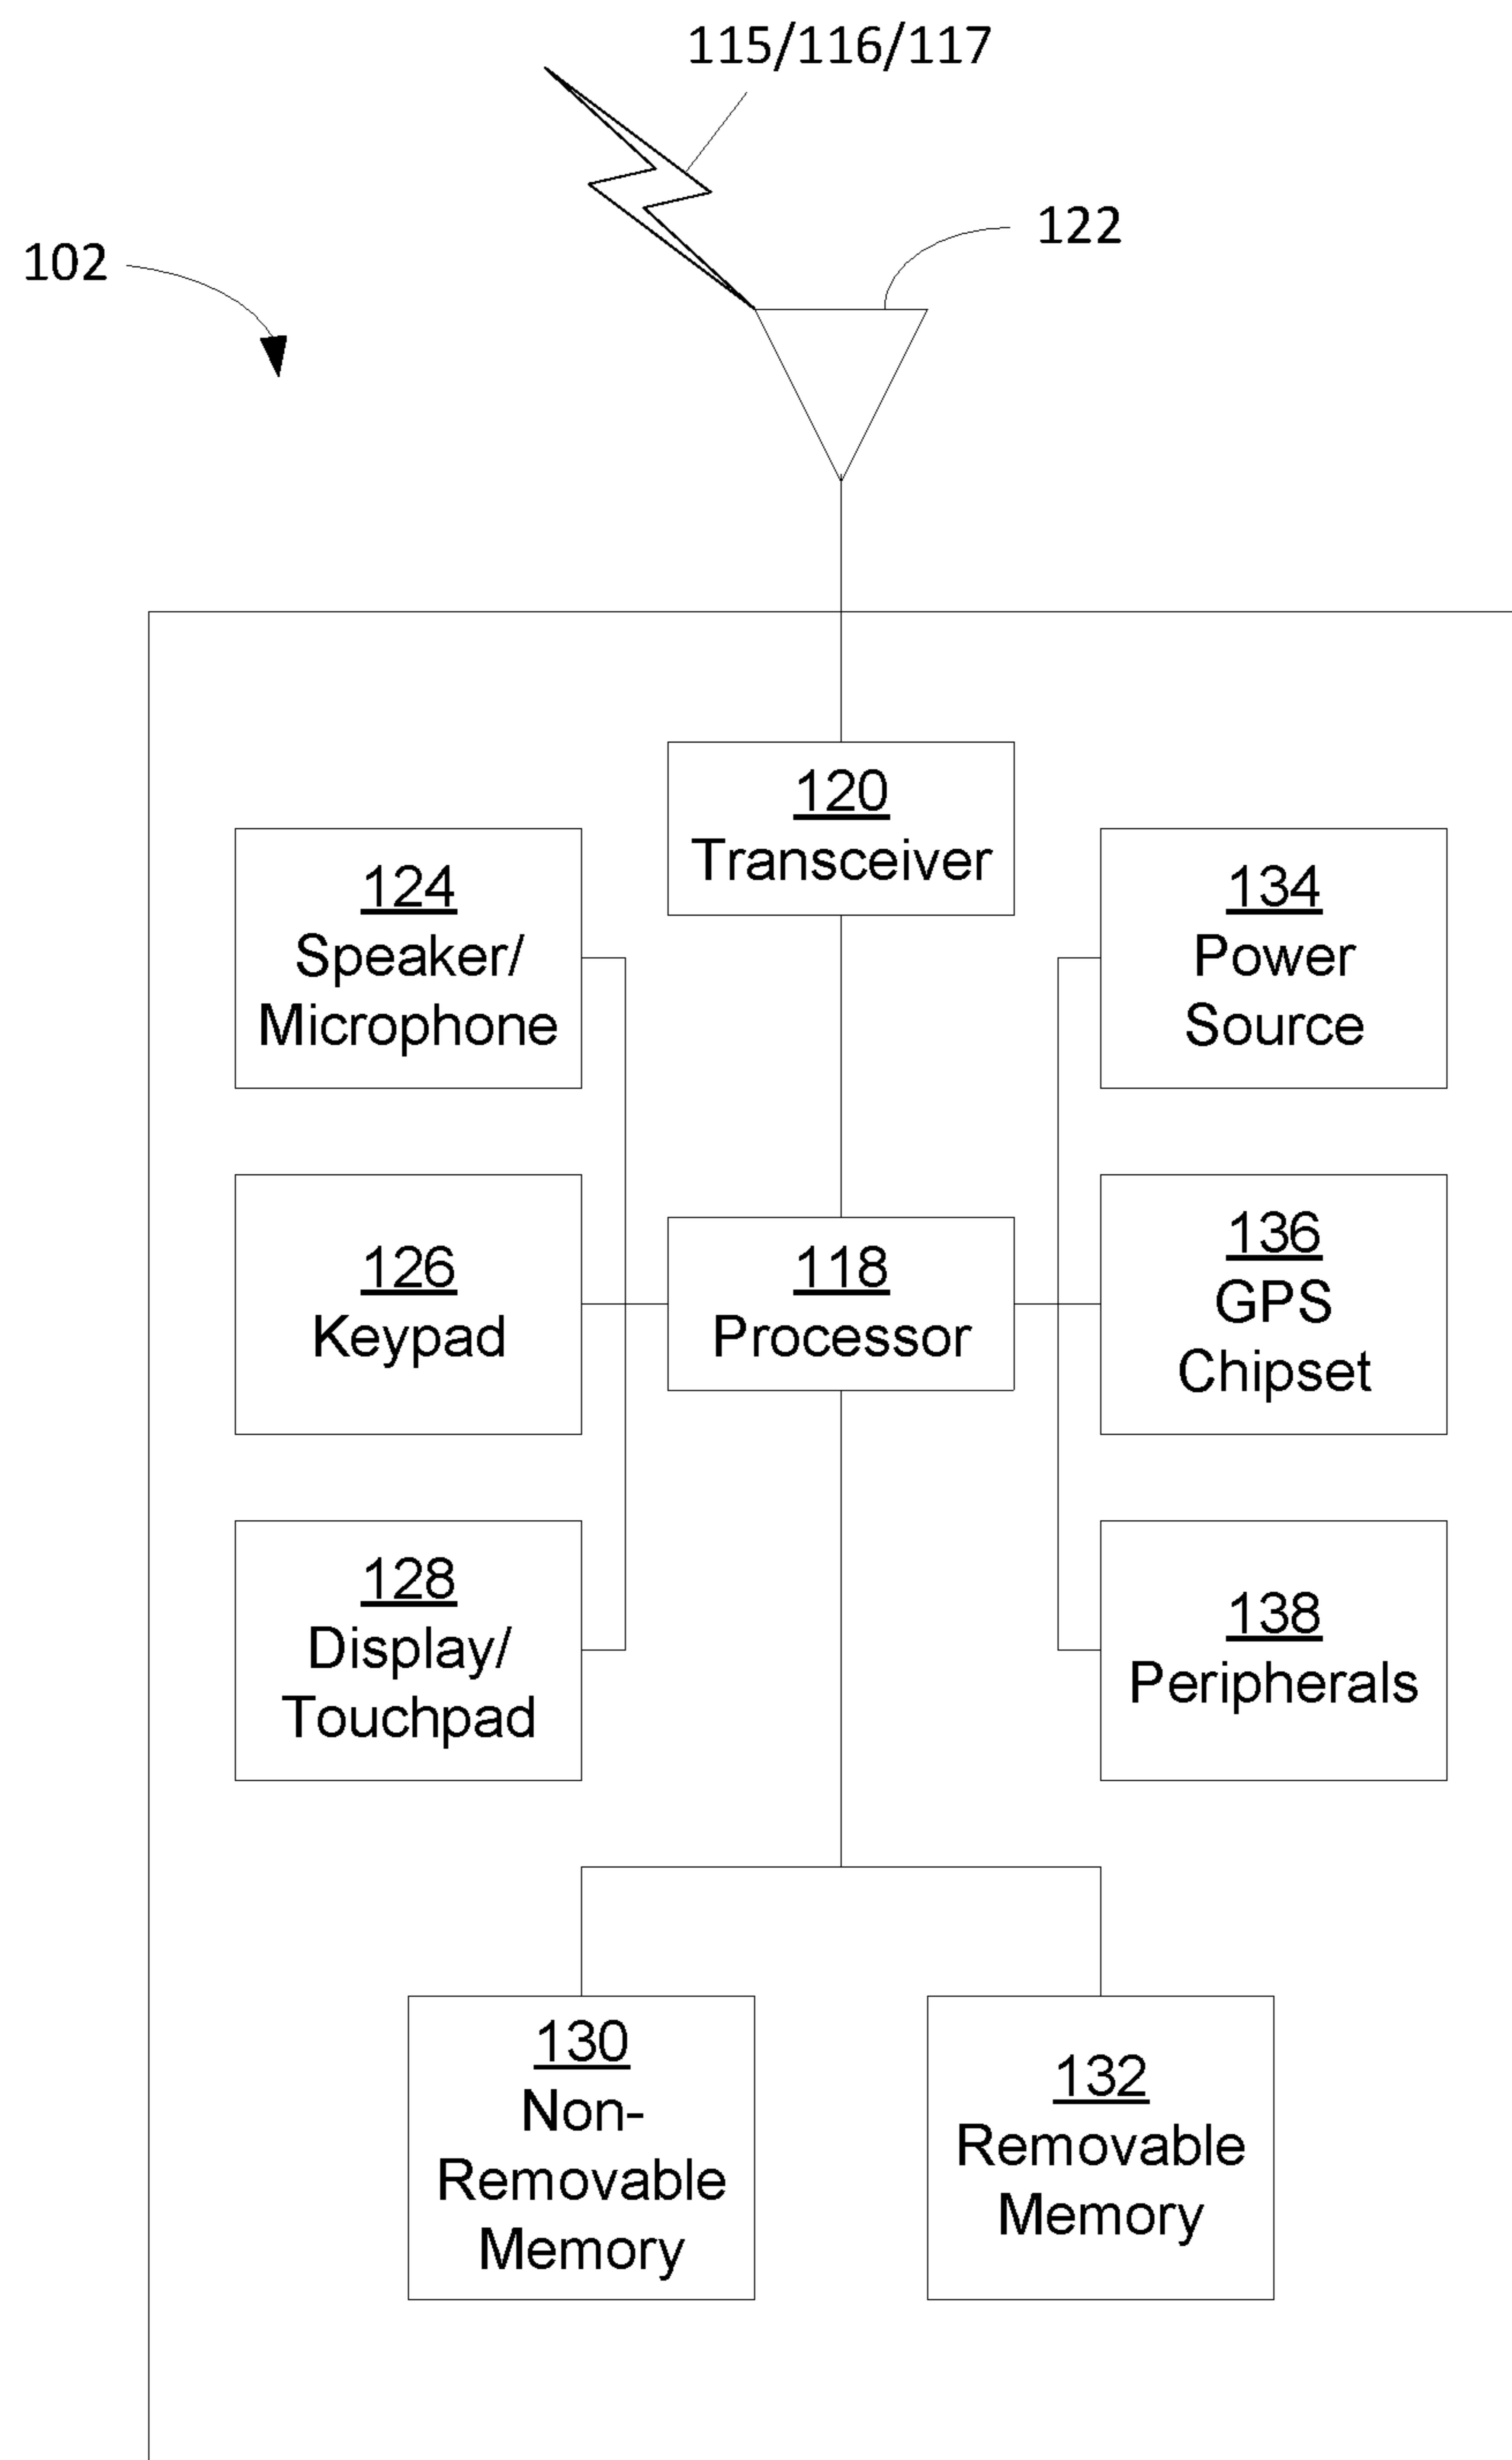 115/116/117
122
102
120
Transceiver
124
Speaker/
Microphone
134
Power
Source
126
Keypad
118
Processor
136
GPS
Chipset
128
Display/
Touchpad
138
Peripherals
130
Non-
Removable
Memory
132
Removable
Memory